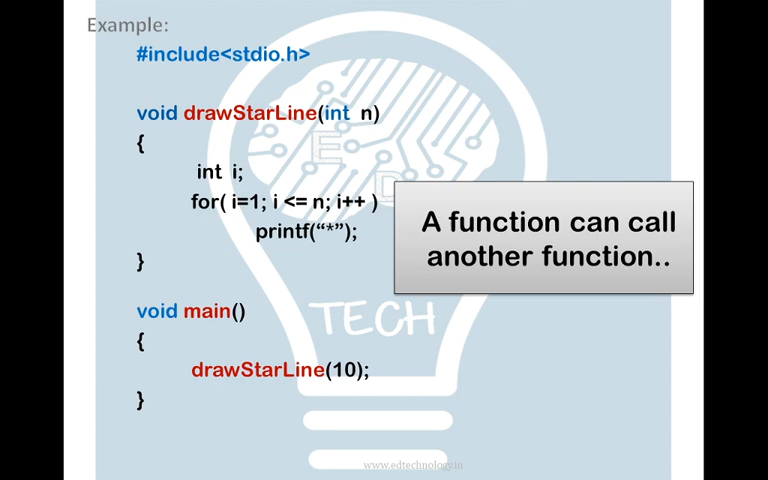 Example:
#include<stdio.h>
void drawStarLine(int n)
{
int i;
for( i=1; i <= n; i++ )
printf(“*”);
}
A function can call
another function..
void main()
{
drawStarLine(10);
}
E
D
TECH
www.edtechnology.in